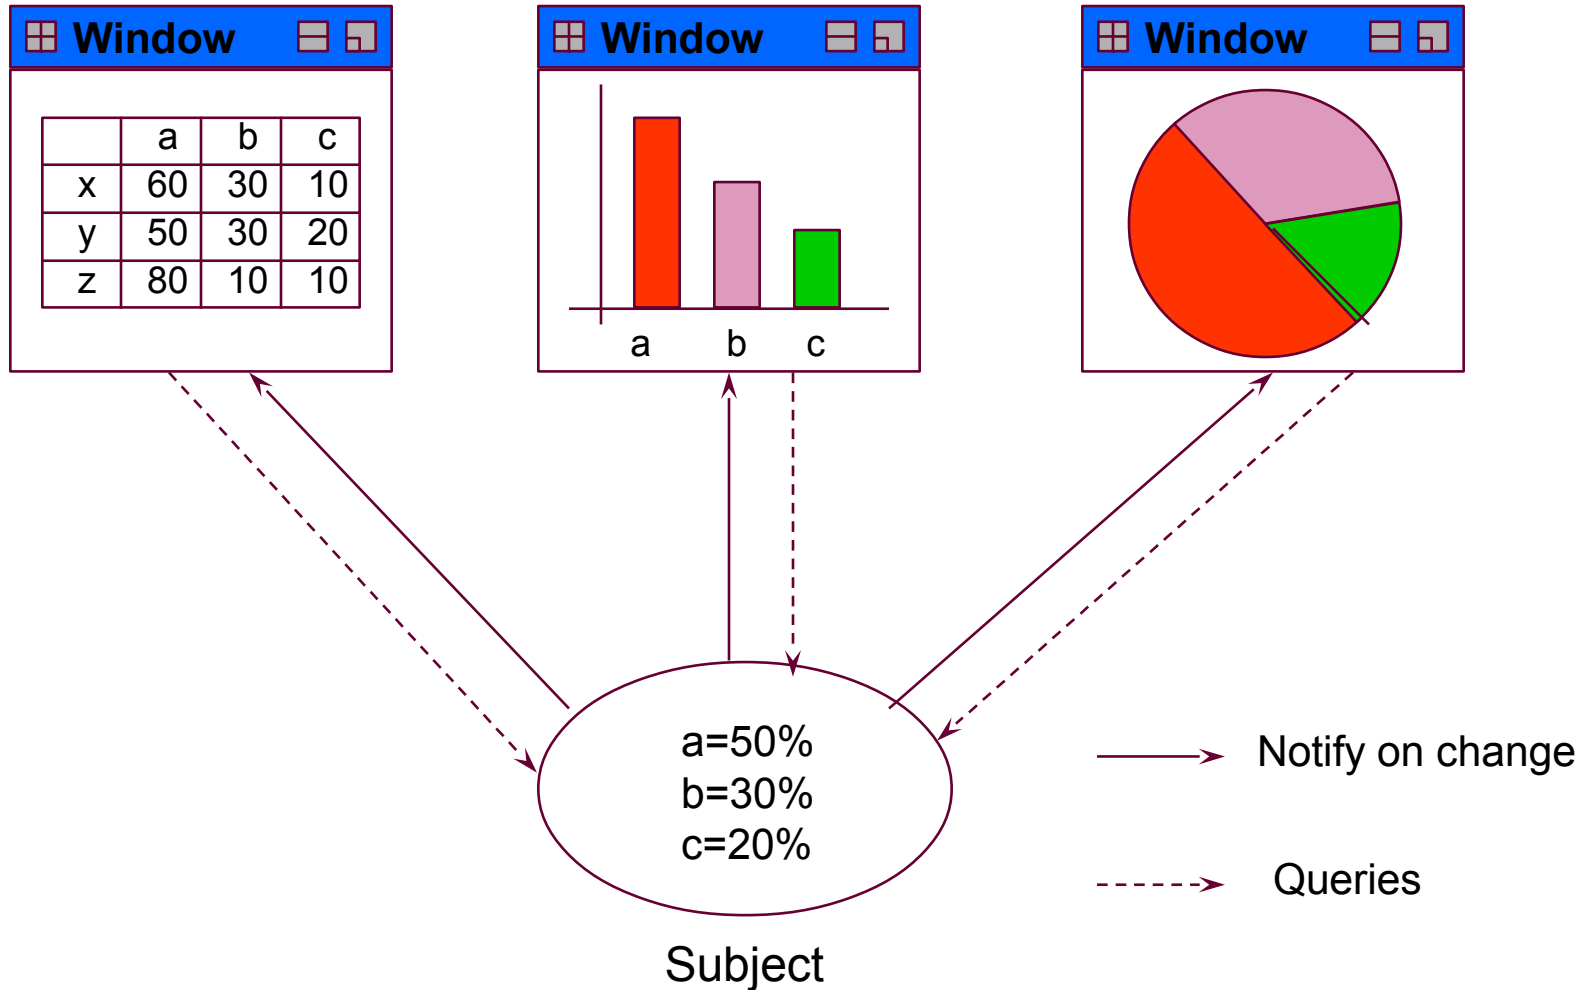 Window
a b c
x 60 30 10
y 50 30 20
z 80 10 10
Window
a b c
Window
a=50%
b=30%
c=20%
Subject
Notify on change
Queries